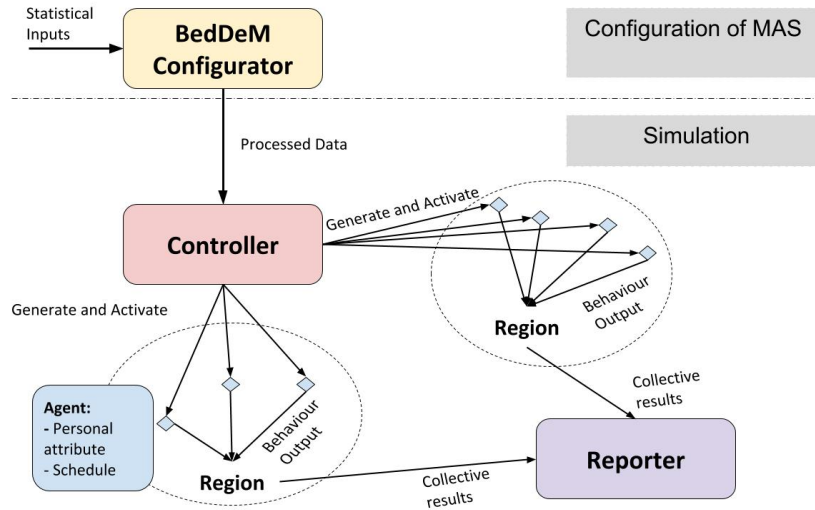 Statistical
Inputs
BedDeM
Configurator
Configuration of MAS
Processed Data
Simulation
Generate and Activate
Controller
Behaviour
Output
Region
Generate and Activate
Collective
results
Agent:
- Personal
attribute
- Schedule
Behaviour
Output
Region
Collective
results
Reporter